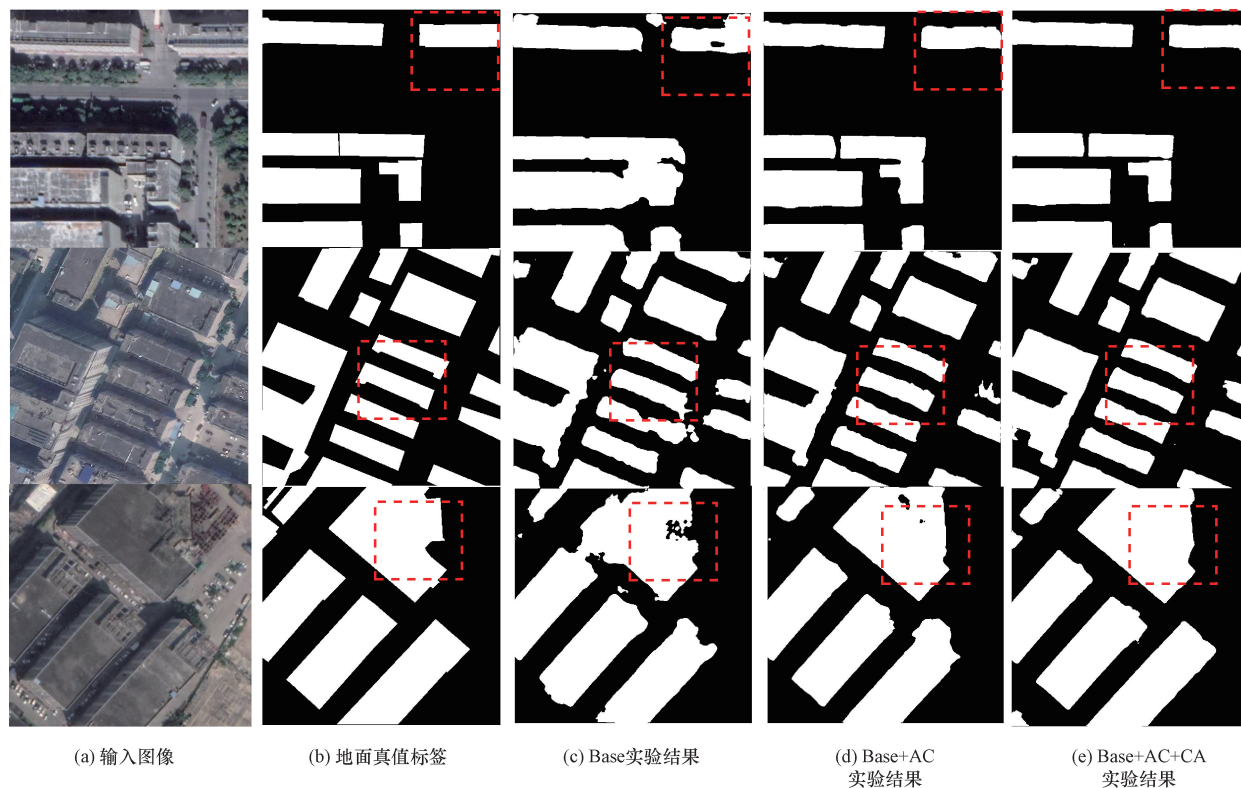 (a) 输入图像
(b) 地面真值标签
(c) Base实验结果
(d) Base+AC
实验结果
(e) Base+AC+CA
实验结果